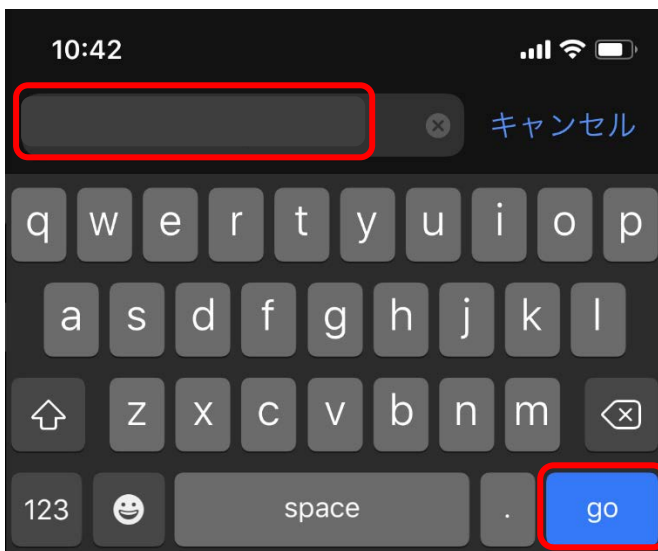 10:42
キャンセル
q w e r t y u i o p
a s d f g h j k l
z x c v b n m
123 space . go